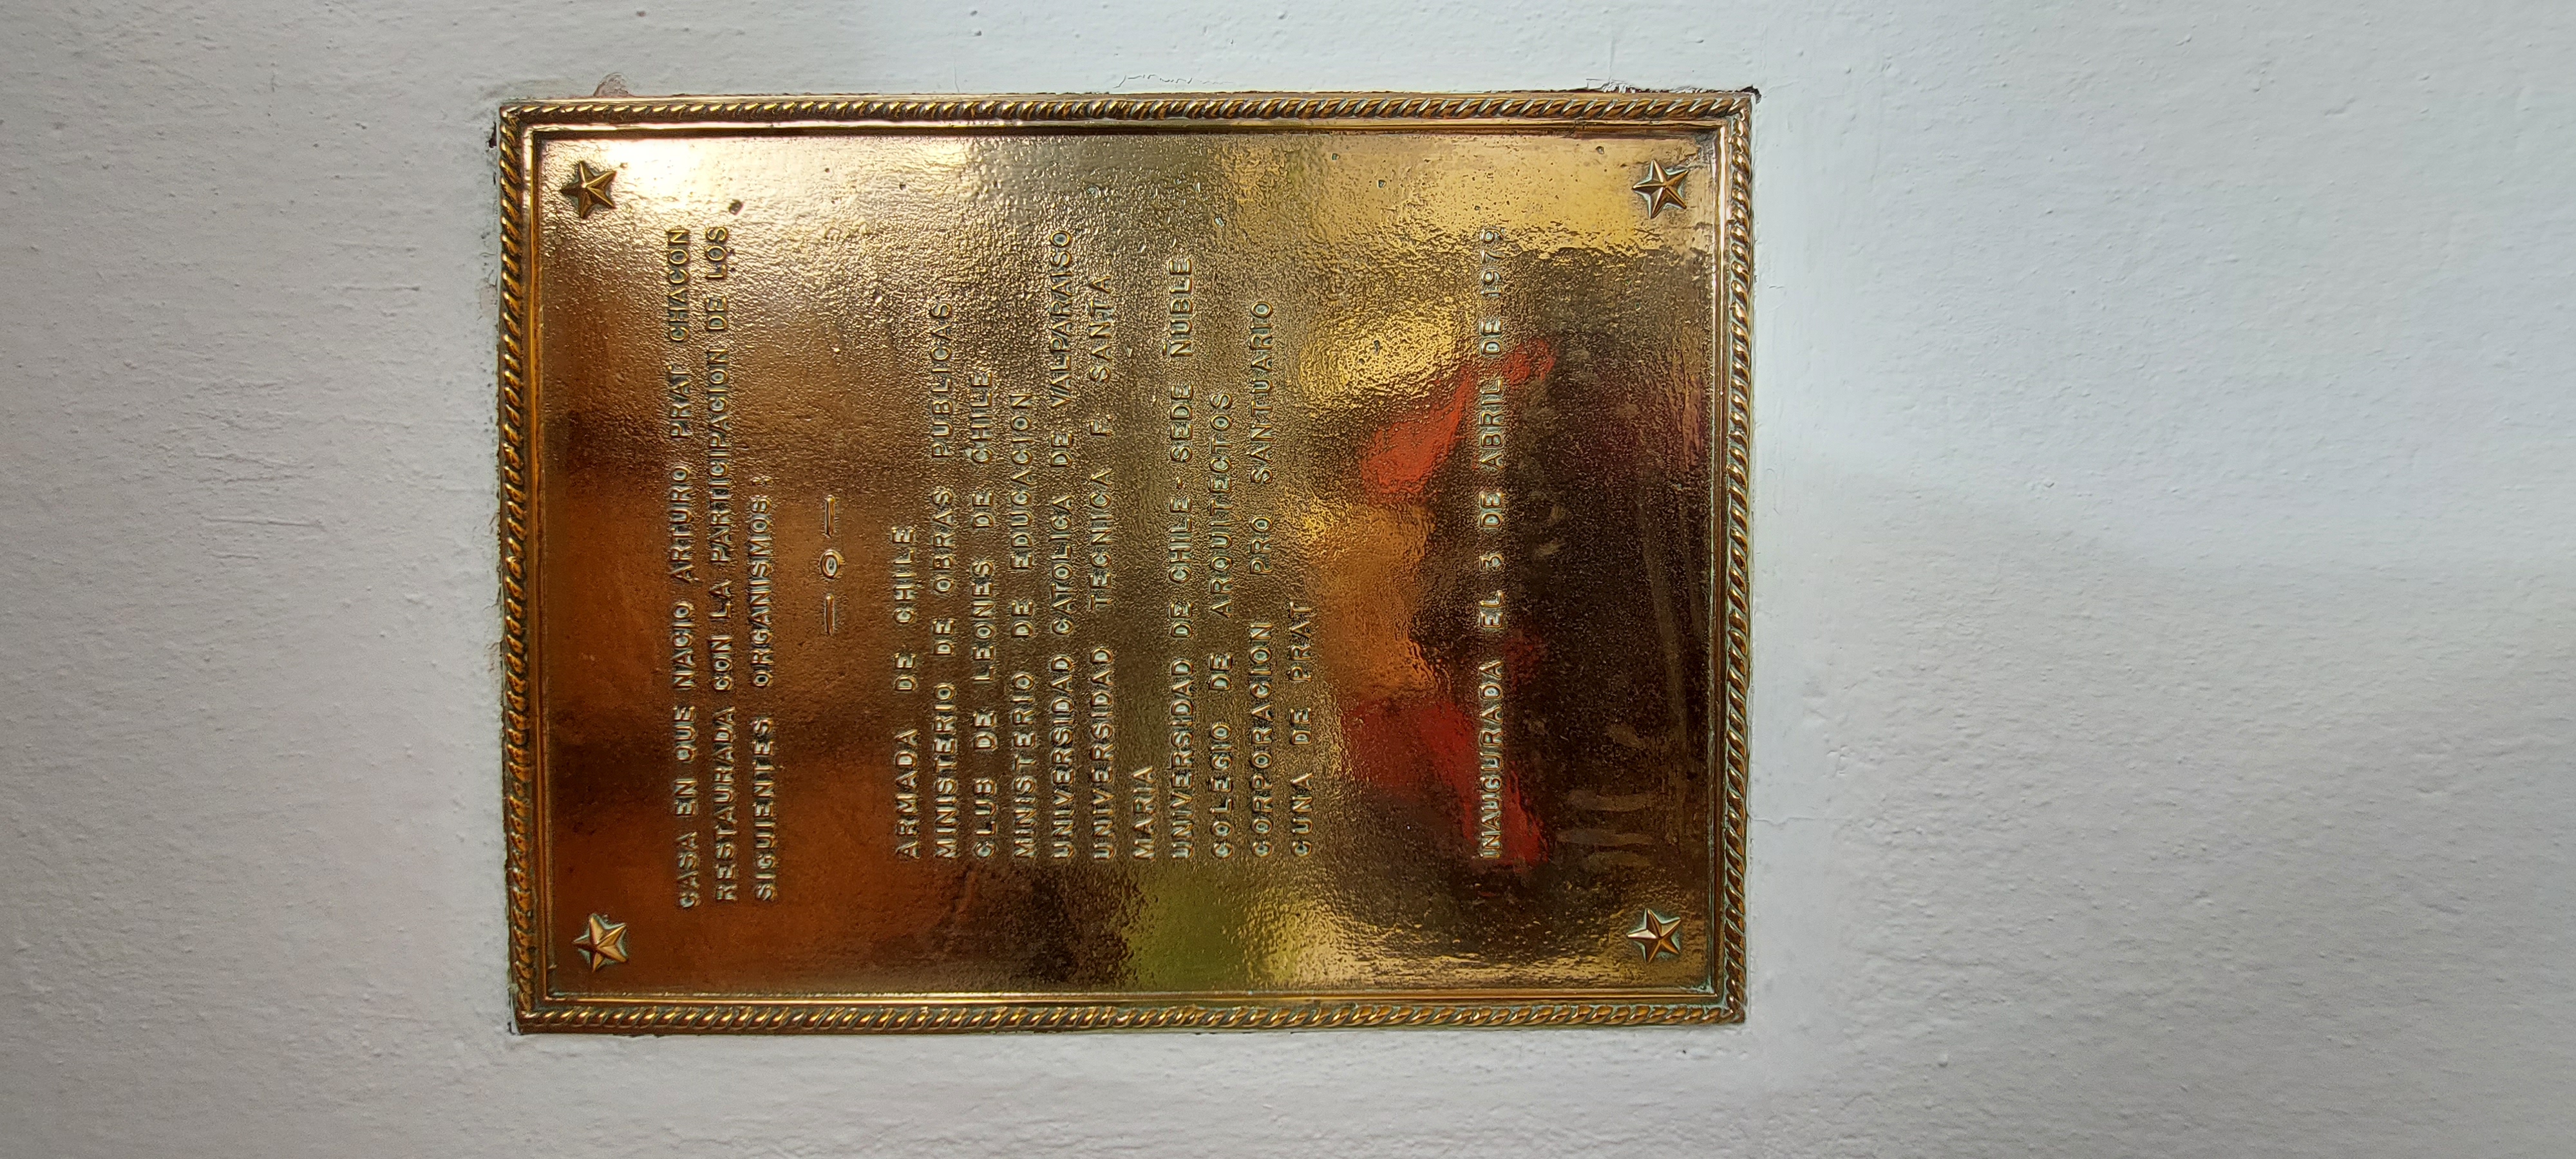 CASA EN QUE NACIO ARTURO PRAT CHACON
RESTAURADA CON LA PARTICIPACION DE LOS
SIGUIENTES ORGANISMOS:
ARMADA DE CHILE
MINISTERIO DE OBRAS PUBLICAS
CLUB DE LEONES DE CHILE
MINISTERIO DE EDUCACION
UNIVERSIDAD CATOLICA DE VALPARAISO
UNIVERSIDAD TECNICA F. SANTA
MARIA
UNIVERSIDAD DE CHILE - SEDE ÑUBLE
COLEGIO DE ARQUITECTOS
CORPORACION PRO SANTUARIO
CUNA DE PRAT
INAUGURADA EL 3 DE ABRIL DE 1979